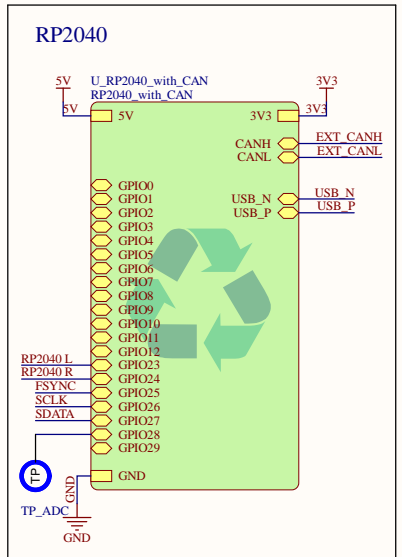 RP2040
5V
U_RP2040_with_CAN
RP2040_with_CAN
3V3
5V
5V
3V3
3V3
CANH
EXT_CANH
CANL
EXT_CANL
GPIO0
GPIO1
USB_N
USB_N
GPIO2
USB_P
USB_P
GPIO3
GPIO4
GPIO5
GPIO6
GPIO7
GPIO8
GPIO9
GPIO10
GPIO11
GPIO12
RP2040 L
GPIO23
RP2040 R
GPIO24
FSYNC
GPIO25
SCLK
GPIO26
SDATA
GPIO27
GPIO28
GPIO29
TP
GND
GND
TP_ADC
GND